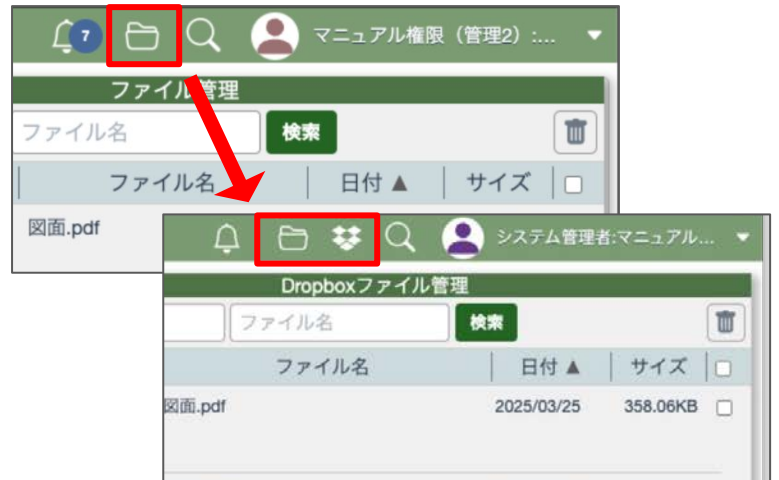 7 マニュアル権限（管理2）:... ▼
ファイル管理
ファイル名 検索
ファイル名 日付 ▲ サイズ
図面.pdf
システム管理者:マニュアル... ▼
Dropboxファイル管理
ファイル名 検索
ファイル名 日付 ▲ サイズ
図面.pdf 2025/03/25 358.06KB